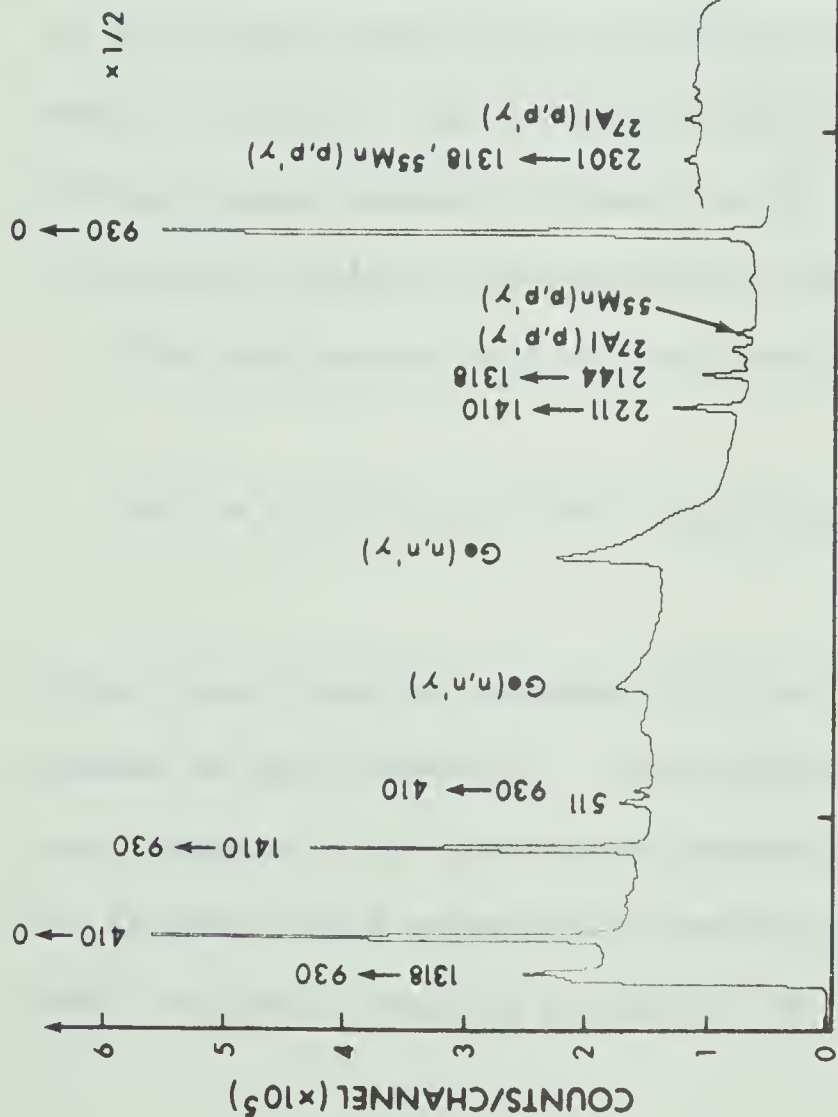 COUNTS/CHANNEL (×10⁵)
0
1
2
3
4
5
6
1318 → 930
410 → 0
1410 → 930
511
930 → 410
Ge(n,n'γ)
Ge(n,n'γ)
2211 → 1410
2144 → 1318
27Al(p,p'γ)
55Mn(p,p'γ)
930 → 0
2301 → 1318, 55Mn(p,p'γ)
27Al(p,p'γ)
×1/2